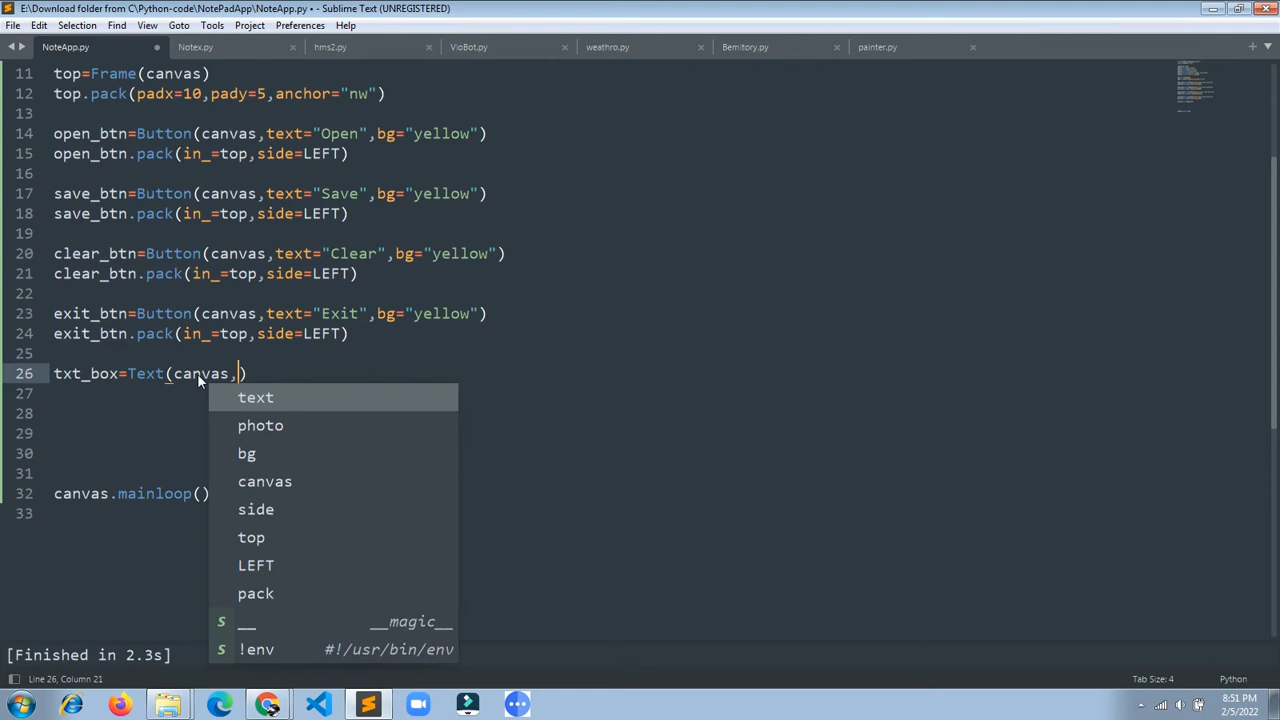 E:\Download folder from C\Python-code\NotePadApp\NoteApp.py • - Sublime Text (UNREGISTERED)
File Edit Selection Find View Goto Tools Project Preferences Help
NoteApp.py Notex.py hms2.py VioBot.py weathro.py Bemitory.py painter.py
11 top=Frame(canvas)
12 top.pack(padx=10,pady=5,anchor="nw")
13
14 open_btn=Button(canvas,text="Open",bg="yellow")
15 open_btn.pack(in_=top,side=LEFT)
16
17 save_btn=Button(canvas,text="Save",bg="yellow")
18 save_btn.pack(in_=top,side=LEFT)
19
20 clear_btn=Button(canvas,text="Clear",bg="yellow")
21 clear_btn.pack(in_=top,side=LEFT)
22
23 exit_btn=Button(canvas,text="Exit",bg="yellow")
24 exit_btn.pack(in_=top,side=LEFT)
25
26 txt_box=Text(canvas,)
27
text
28
photo
29
bg
30
canvas
31
32 canvas.mainloop()
side
33
top
LEFT
pack
S __ __magic__
S !env #!/usr/bin/env
[Finished in 2.3s]
Line 26, Column 21 Tab Size: 4 Python
8:51 PM
2/5/2022